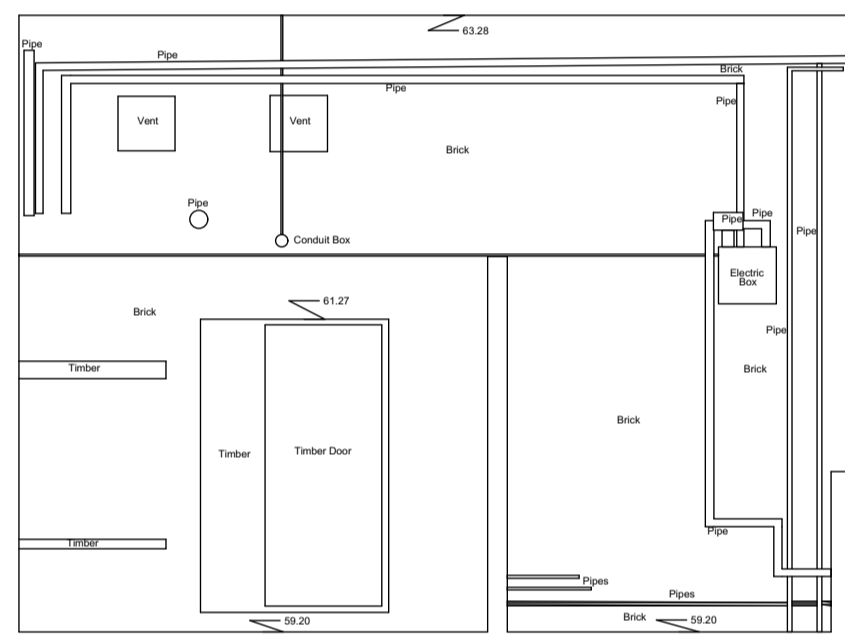 63.28
Pipe
Pipe
Brick
Pipe
Pipe
Vent
Vent
Brick
Pipe
Pipe
Pipe
Pipe
Conduit Box
Electric
Box
61.27
Brick
Pipe
Timber
Brick
Brick
Timber
Timber Door
Pipe
Timber
Pipes
Pipes
Brick
59.20
59.20